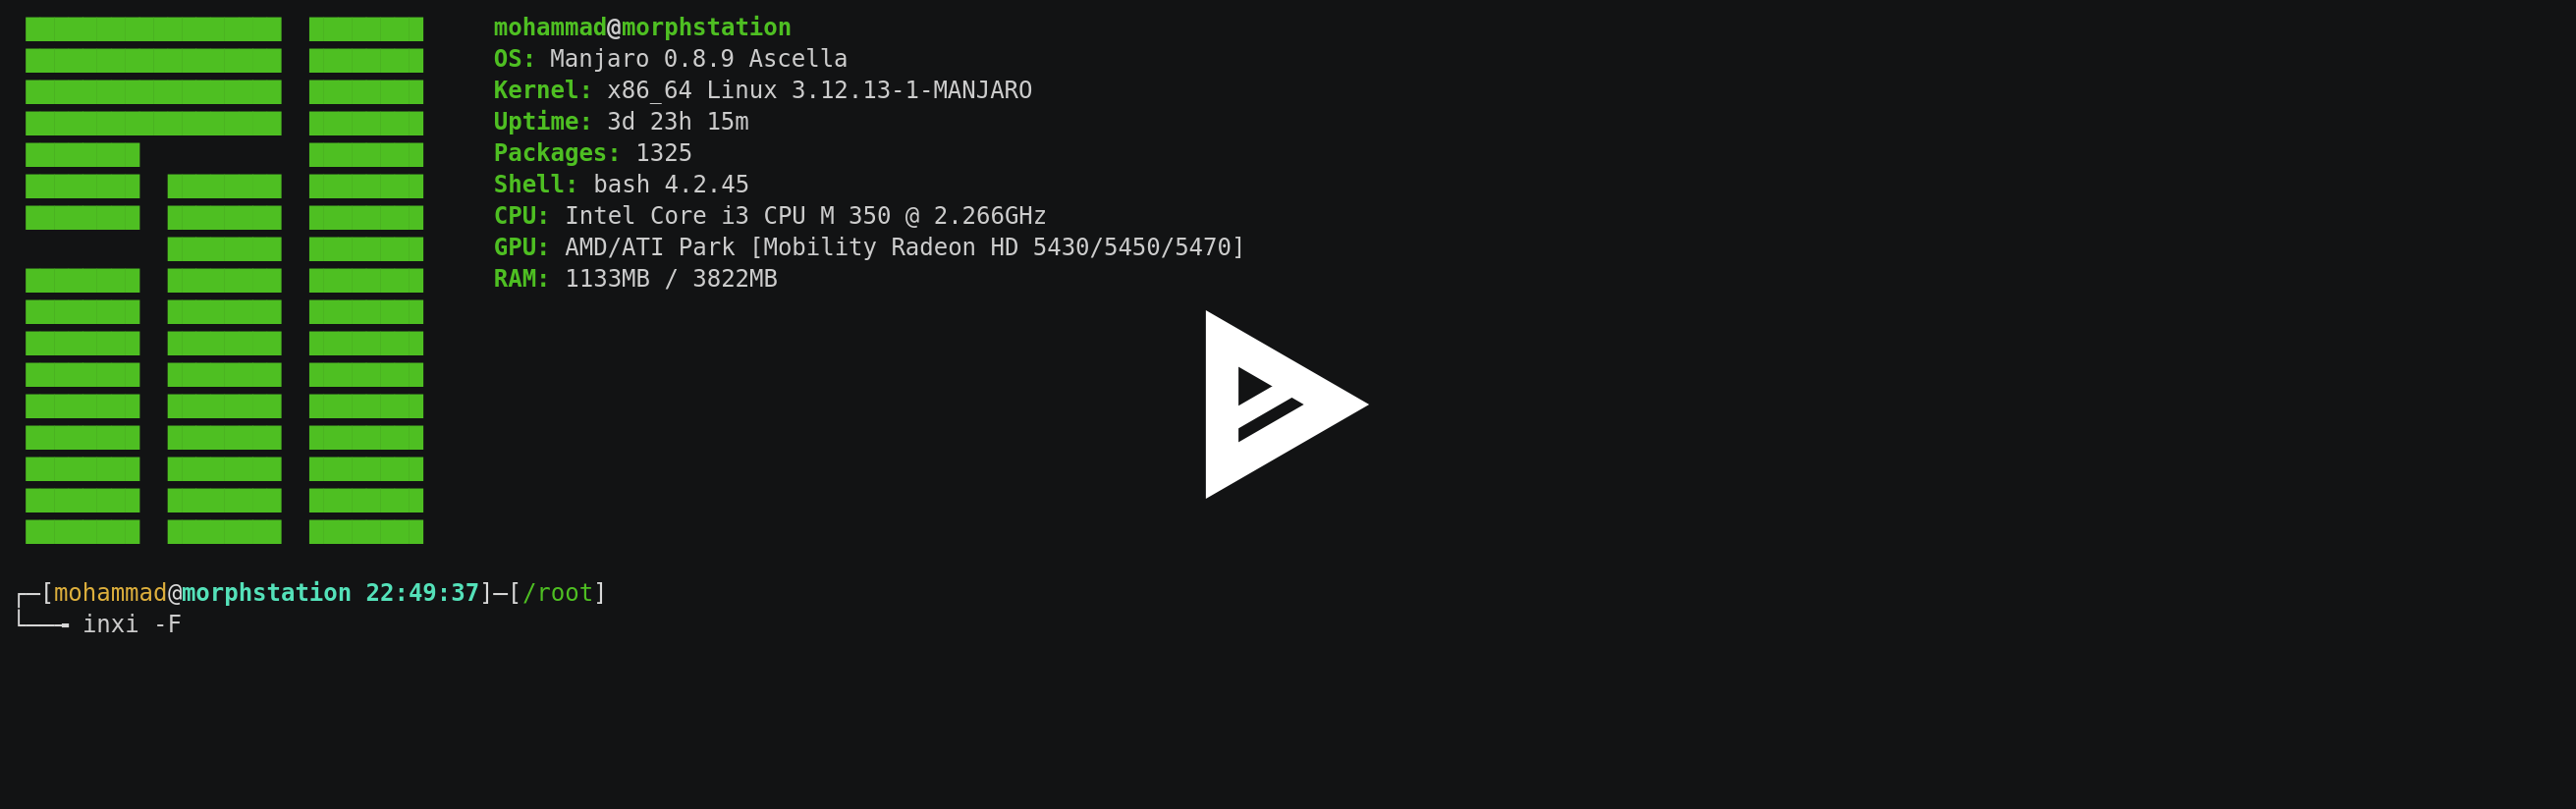 mohammad@morphstation
OS: Manjaro 0.8.9 Ascella
Kernel: x86_64 Linux 3.12.13-1-MANJARO
Uptime: 3d 23h 15m
Packages: 1325
Shell: bash 4.2.45
CPU: Intel Core i3 CPU M 350 @ 2.266GHz
GPU: AMD/ATI Park [Mobility Radeon HD 5430/5450/5470]
RAM: 1133MB / 3822MB
┌─[mohammad@morphstation 22:49:37]─[/root]
└───╼ inxi -F